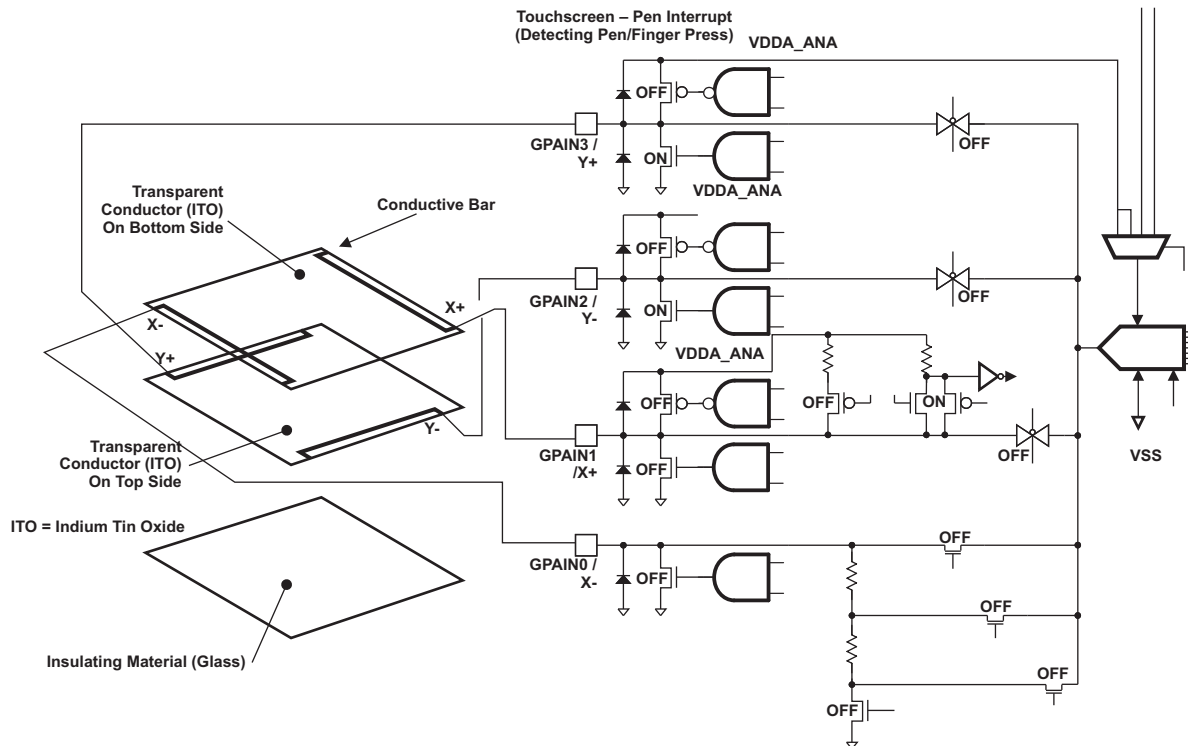 Touchscreen – Pen Interrupt
(Detecting Pen/Finger Press)
VDDA_ANA
OFF
GPAIN3 /
Y+
ON
OFF
VDDA_ANA
Transparent
Conductor (ITO)
On Bottom Side
Conductive Bar
OFF
GPAIN2 /
Y-
ON
OFF
X-
X+
Y+
Y-
VDDA_ANA
OFF
OFF
ON
GPAIN1
/X+
OFF
OFF
VSS
Transparent
Conductor (ITO)
On Top Side
ITO = Indium Tin Oxide
GPAIN0 /
X-
OFF
OFF
OFF
OFF
OFF
Insulating Material (Glass)